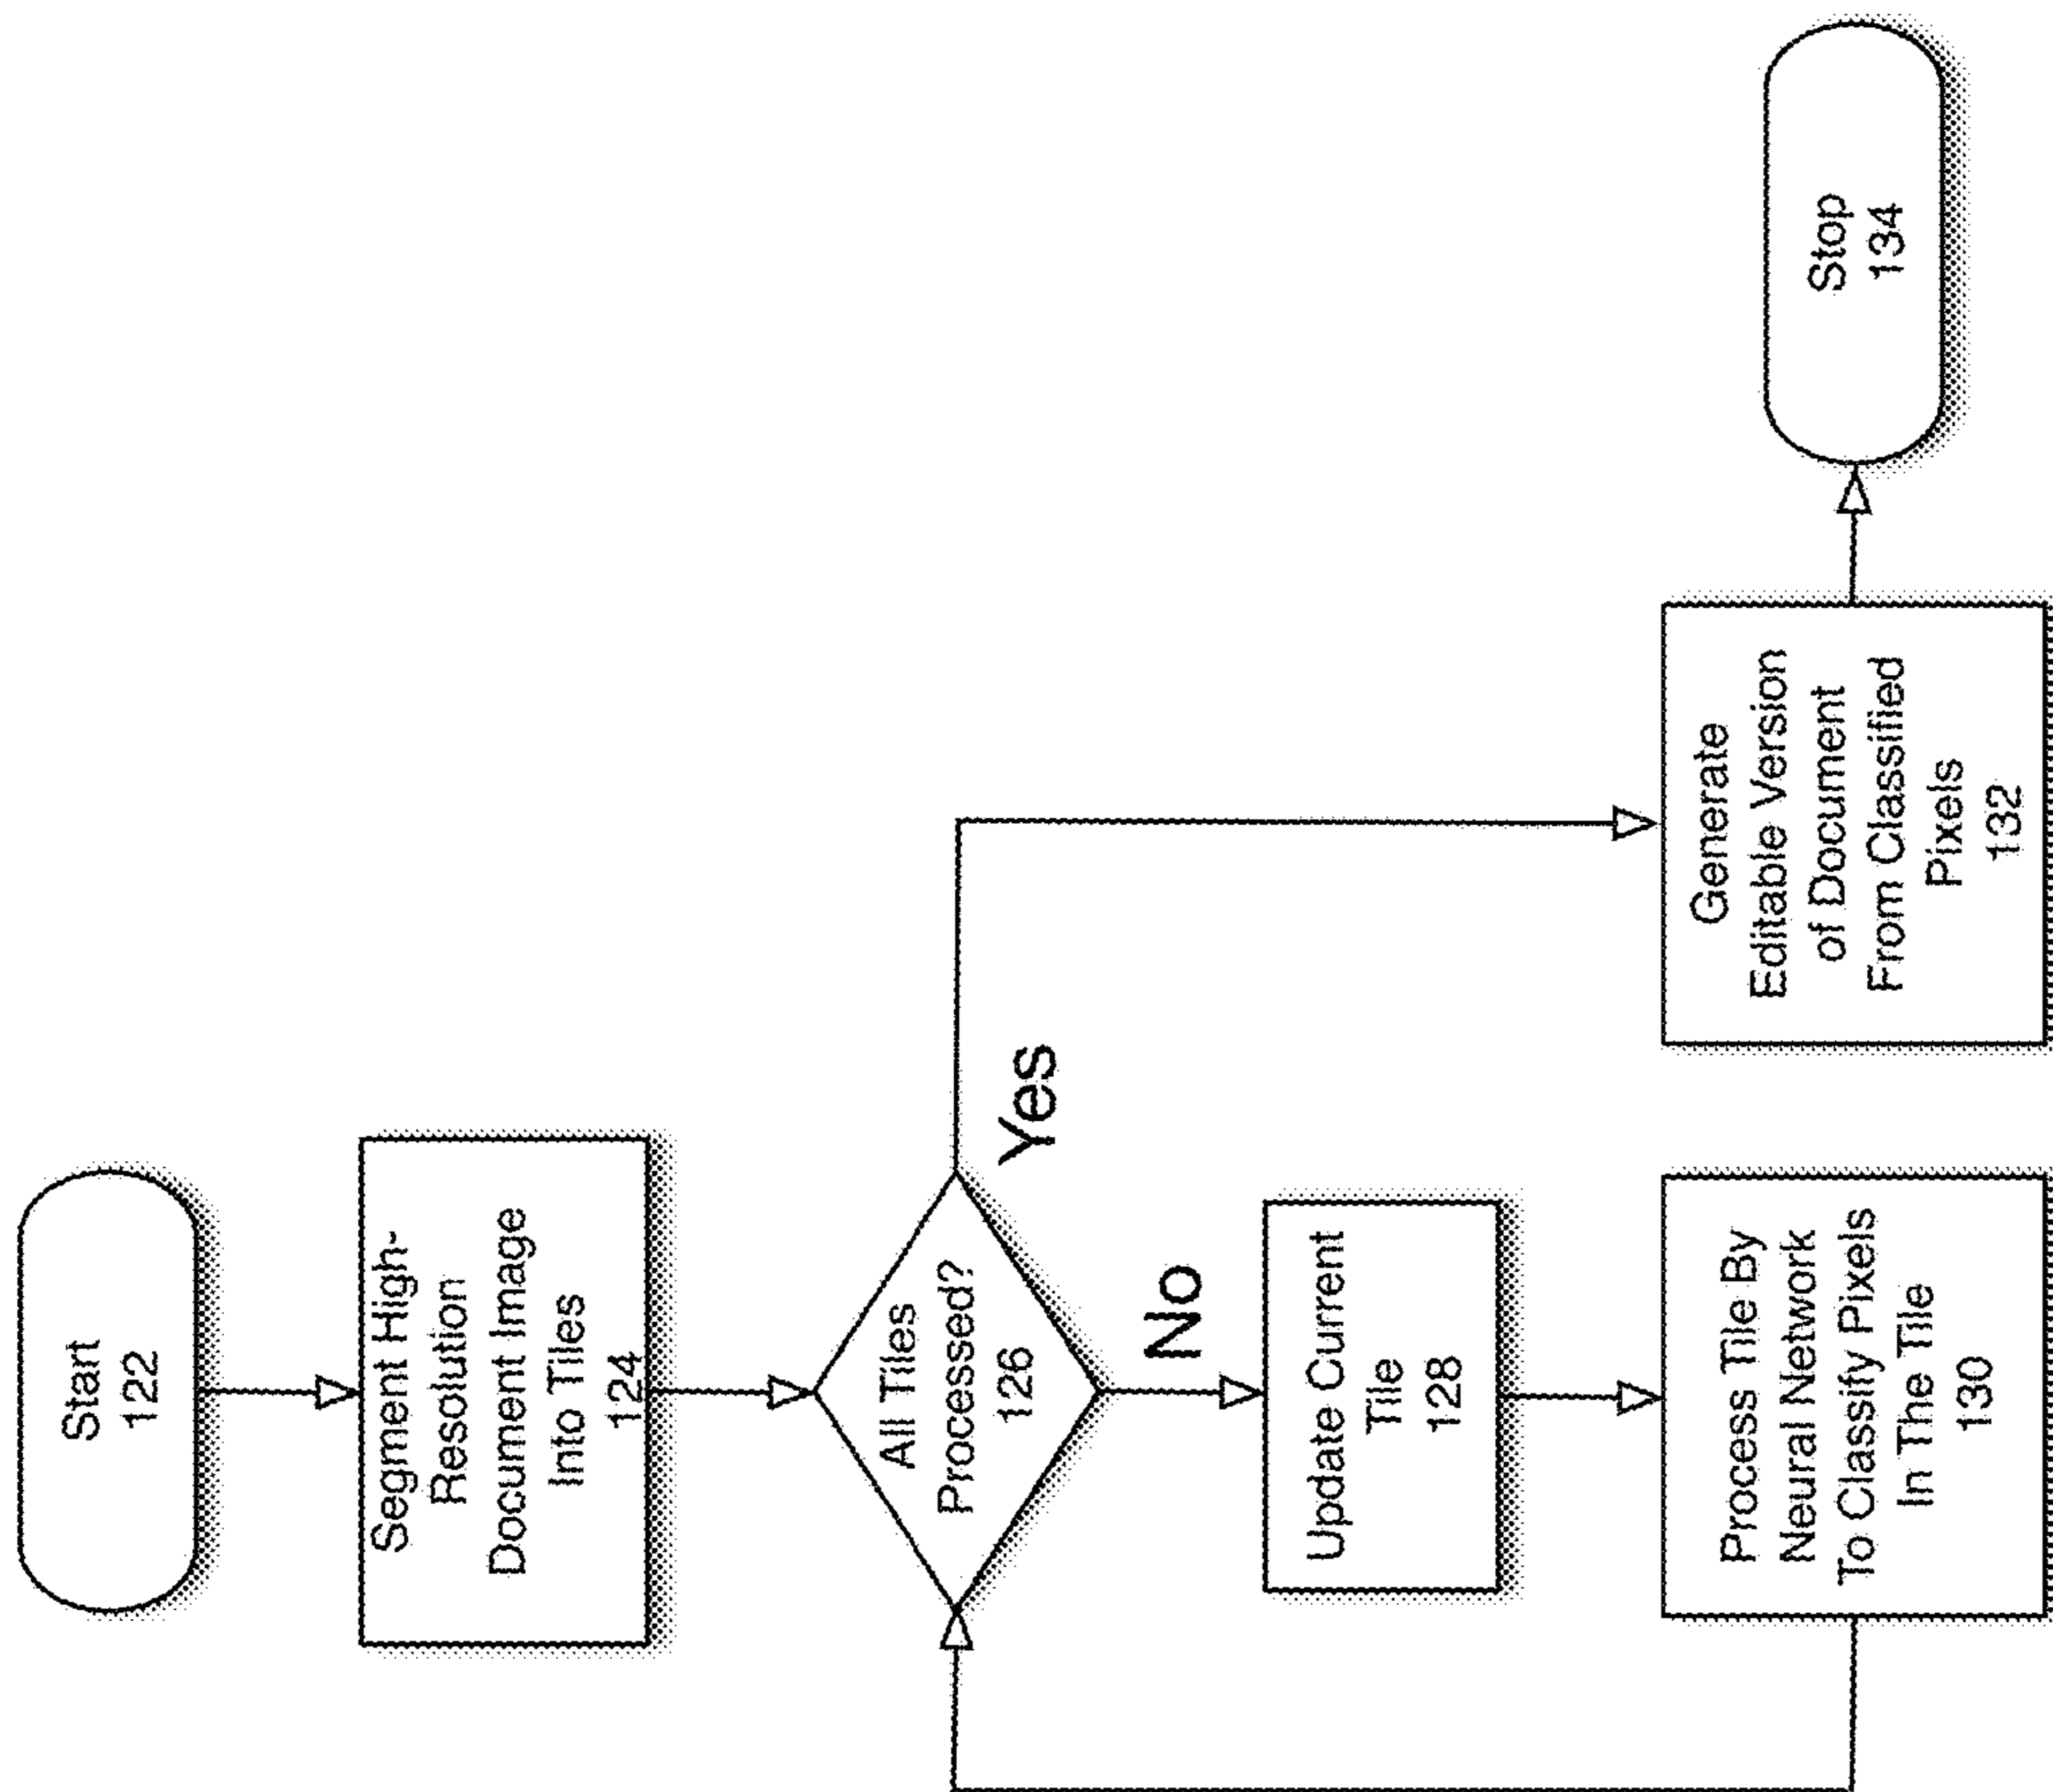 Start
122
Segment High-
Resolution
Document Image
Into Tiles
124
All Tiles
Processed?
126
Yes
No
Update Current
Tile
128
Process Tile By
Neural Network
To Classify Pixels
In The Tile
130
Generate
Editable Version
of Document
From Classified
Pixels
132
Stop
134